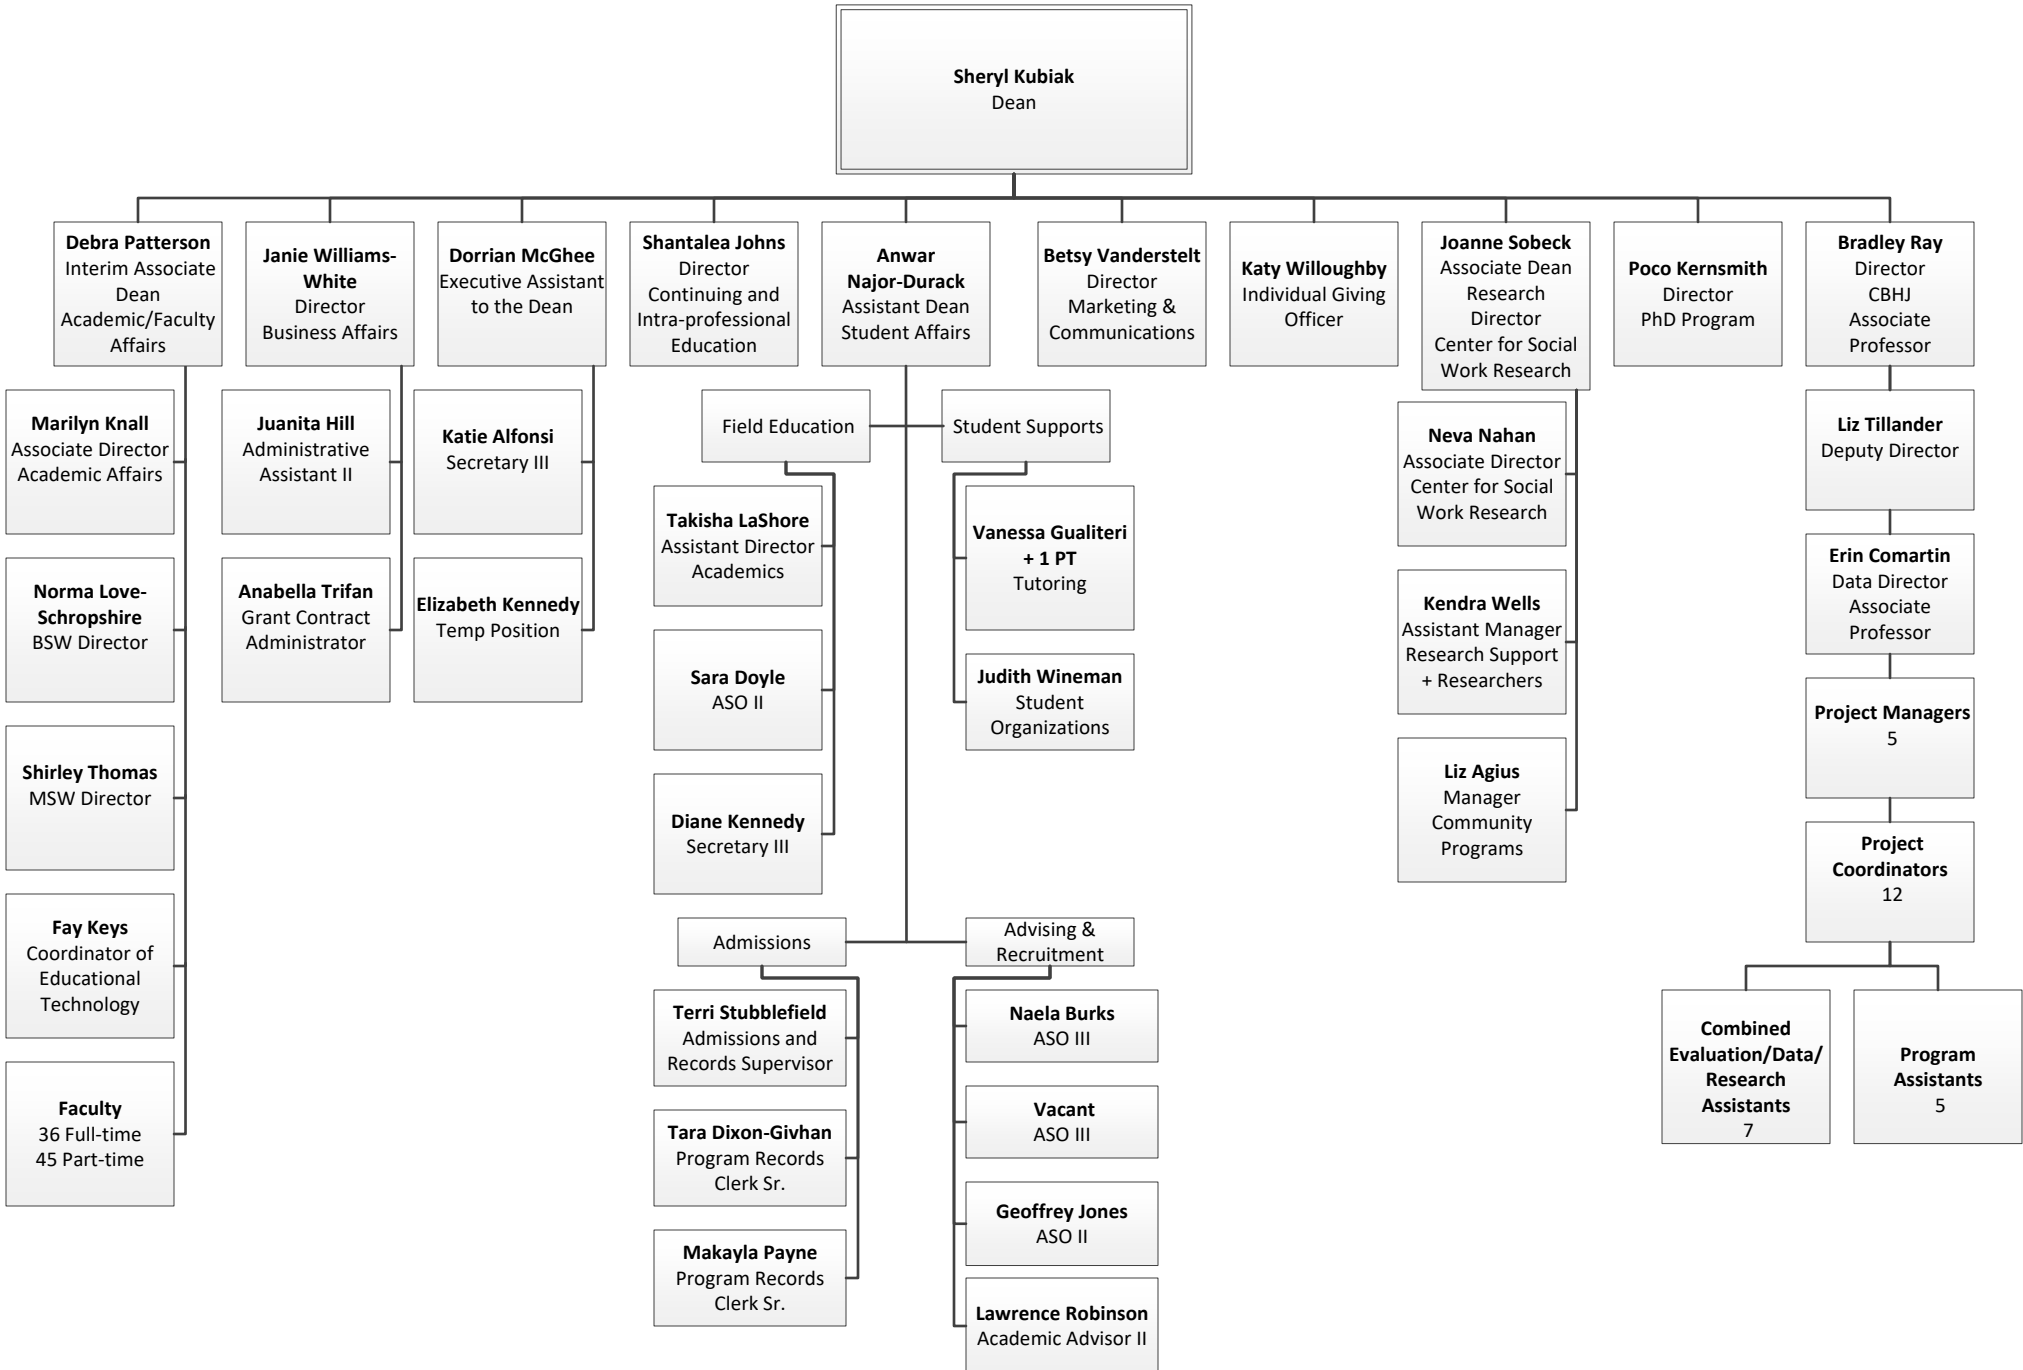 Sheryl Kubiak
Dean
Debra Patterson
Interim Associate
Dean
Academic/Faculty
Affairs
Janie Williams-
White
Director
Business Affairs
Dorrian McGhee
Executive Assistant
to the Dean
Shantalea Johns
Director
Continuing and
Intra-professional
Education
Anwar
Najor-Durack
Assistant Dean
Student Affairs
Betsy Vanderstelt
Director
Marketing &
Communications
Katy Willoughby
Individual Giving
Officer
Joanne Sobeck
Associate Dean
Research
Director
Center for Social
Work Research
Poco Kernsmith
Director
PhD Program
Bradley Ray
Director
CBHJ
Associate
Professor
Marilyn Knall
Associate Director
Academic Affairs
Norma Love-
Schropshire
BSW Director
Shirley Thomas
MSW Director
Fay Keys
Coordinator of
Educational
Technology
Faculty
36 Full-time
45 Part-time
Juanita Hill
Administrative
Assistant II
Anabella Trifan
Grant Contract
Administrator
Katie Alfonsi
Secretary III
Elizabeth Kennedy
Temp Position
Field Education
Takisha LaShore
Assistant Director
Academics
Sara Doyle
ASO II
Diane Kennedy
Secretary III
Student Supports
Vanessa Gualiteri
+ 1 PT
Tutoring
Judith Wineman
Student
Organizations
Admissions
Terri Stubblefield
Admissions and
Records Supervisor
Tara Dixon-Givhan
Program Records
Clerk Sr.
Makayla Payne
Program Records
Clerk Sr.
Advising &
Recruitment
Naela Burks
ASO III
Vacant
ASO III
Geoffrey Jones
ASO II
Lawrence Robinson
Academic Advisor II
Neva Nahan
Associate Director
Center for Social
Work Research
Kendra Wells
Assistant Manager
Research Support
+ Researchers
Liz Agius
Manager
Community
Programs
Liz Tillander
Deputy Director
Erin Comartin
Data Director
Associate
Professor
Project Managers
5
Project
Coordinators
12
Combined
Evaluation/Data/
Research
Assistants
7
Program
Assistants
5